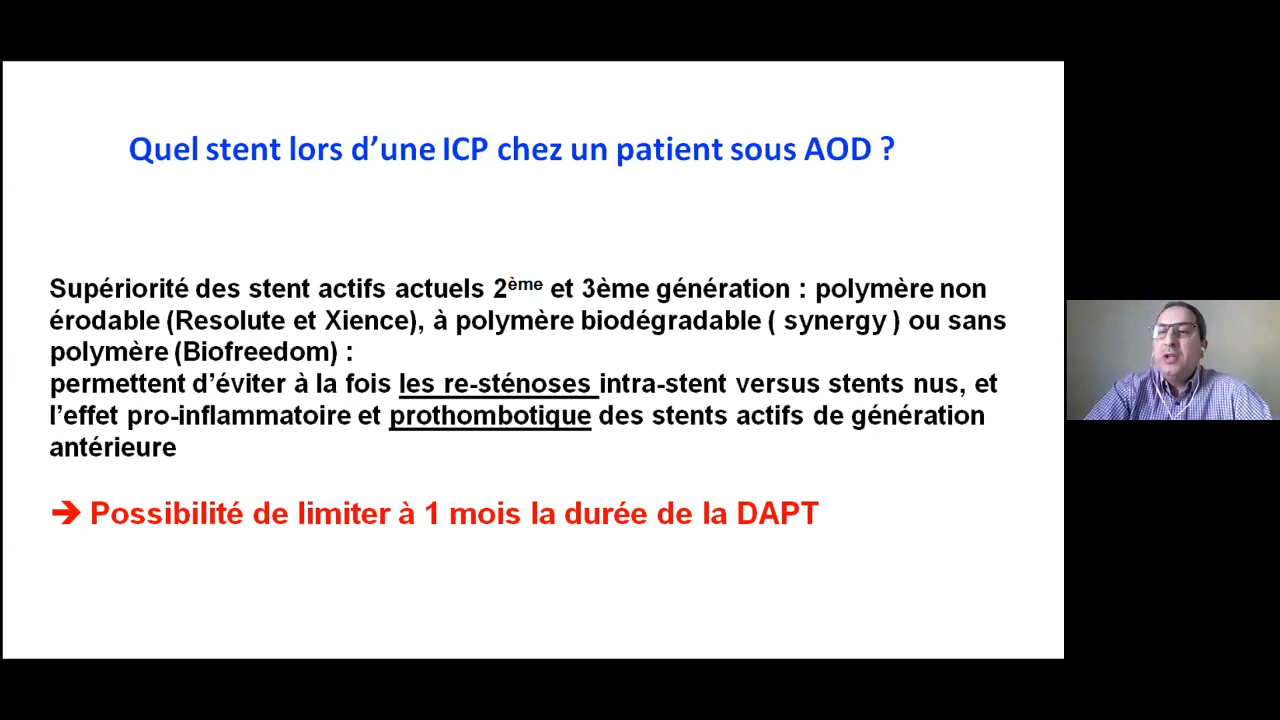 Quel stent lors d’une ICP chez un patient sous AOD ?
Supériorité des stent actifs actuels 2ème et 3ème génération : polymère non
érodable (Resolute et Xience), à polymère biodégradable ( synergy ) ou sans
polymère (Biofreedom) :
permettent d’éviter à la fois les re-sténoses intra-stent versus stents nus, et
l’effet pro-inflammatoire et prothombotique des stents actifs de génération
antérieure
➔ Possibilité de limiter à 1 mois la durée de la DAPT